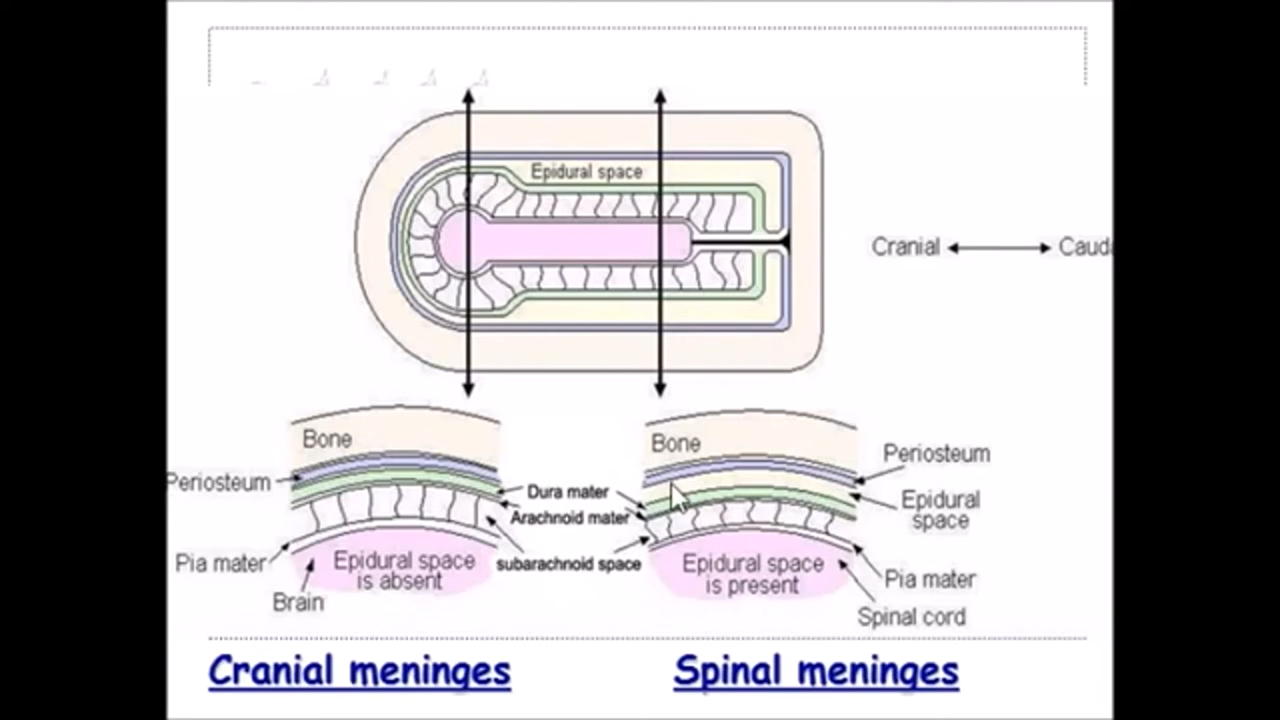 Epidural space
Cranial
Cauda
Bone
Periosteum
Pia mater
Brain
Epidural space
is absent
Dura mater
Arachnoid mater
subarachnoid space
Bone
Periosteum
Epidural
space
Epidural space
is present
Pia mater
Spinal cord
Cranial meninges
Spinal meninges